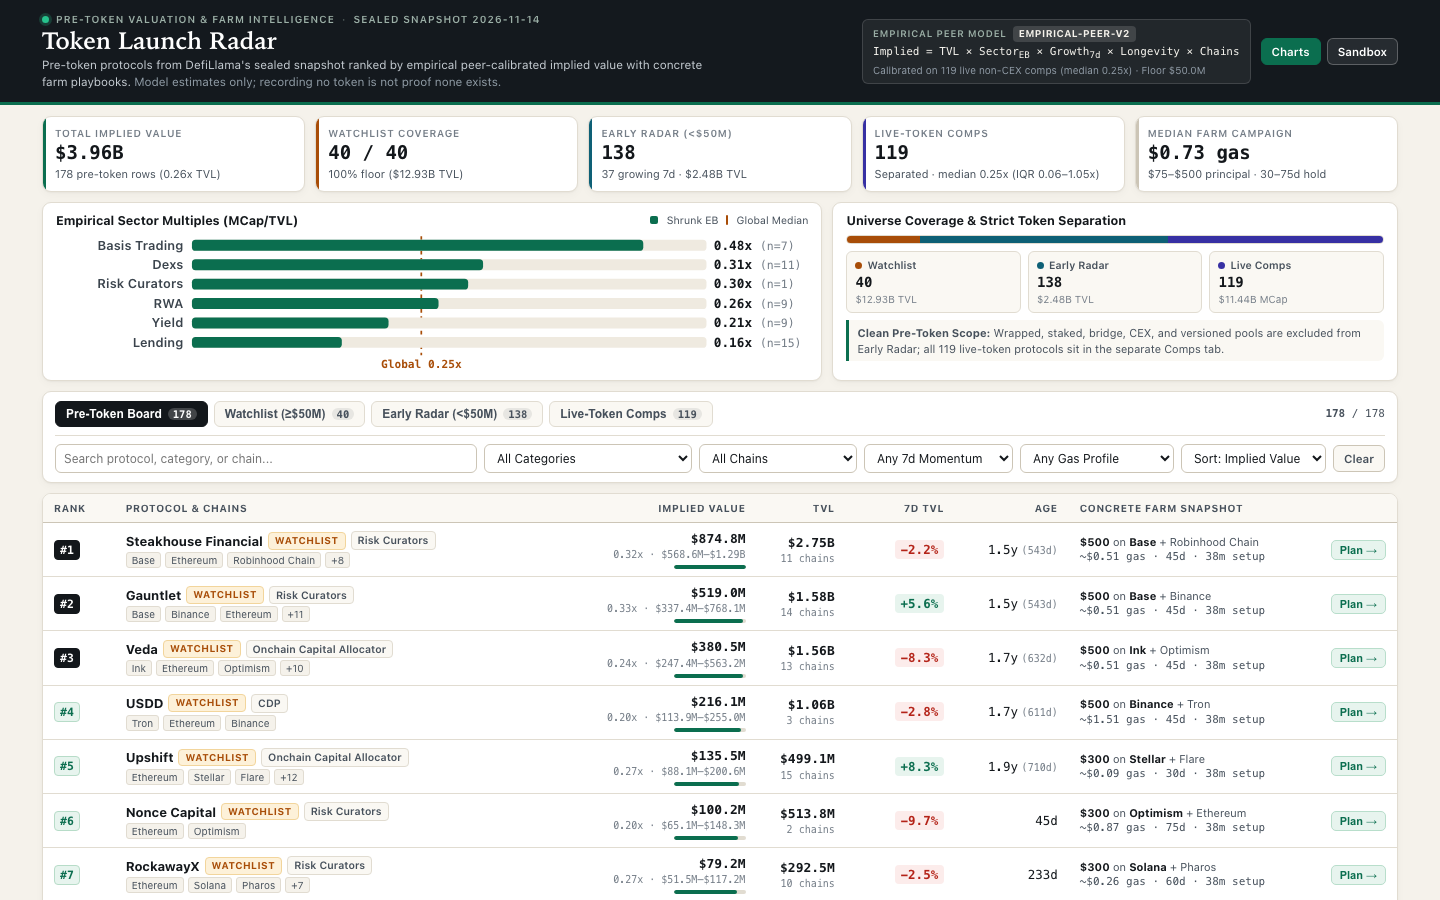 PRE-TOKEN VALUATION & FARM INTELLIGENCE · SEALED SNAPSHOT 2026-11-14
Token Launch Radar
Pre-token protocols from DefiLlama's sealed snapshot ranked by empirical peer-calibrated implied value with concrete
farm playbooks. Model estimates only; recording no token is not proof none exists.
EMPIRICAL PEER MODEL EMPIRICAL-PEER-V2
Implied = TVL × SectorEB × Growth7d × Longevity × Chains
Calibrated on 119 live non-CEX comps (median 0.25x) · Floor $50.0M
Charts
Sandbox
TOTAL IMPLIED VALUE
$3.96B
178 pre-token rows (0.26x TVL)
WATCHLIST COVERAGE
40 / 40
100% floor ($12.93B TVL)
EARLY RADAR (<$50M)
138
37 growing 7d · $2.48B TVL
LIVE-TOKEN COMPS
119
Separated · median 0.25x (IQR 0.06–1.05x)
MEDIAN FARM CAMPAIGN
$0.73 gas
$75–$500 principal · 30–75d hold
Empirical Sector Multiples (MCap/TVL)
Shrunk EB Global Median
Basis Trading 0.48x (n=7)
Dexs 0.31x (n=11)
Risk Curators 0.30x (n=1)
RWA 0.26x (n=9)
Yield 0.21x (n=9)
Lending 0.16x (n=15)
Global 0.25x
Universe Coverage & Strict Token Separation
Watchlist
40
$12.93B TVL
Early Radar
138
$2.48B TVL
Live Comps
119
$11.44B MCap
Clean Pre-Token Scope: Wrapped, staked, bridge, CEX, and versioned pools are excluded from
Early Radar; all 119 live-token protocols sit in the separate Comps tab.
Pre-Token Board 178
Watchlist (≥$50M) 40
Early Radar (<$50M) 138
Live-Token Comps 119
178 / 178
Search protocol, category, or chain...
All Categories
All Chains
Any 7d Momentum
Any Gas Profile
Sort: Implied Value
Clear
RANK PROTOCOL & CHAINS IMPLIED VALUE TVL 7D TVL AGE CONCRETE FARM SNAPSHOT
#1 Steakhouse Financial WATCHLIST Risk Curators $874.8M $2.75B −2.2% 1.5y (543d) $500 on Base + Robinhood Chain Plan →
Base Ethereum Robinhood Chain +8 0.32x · $568.6M–$1.29B 11 chains ~$0.51 gas · 45d · 38m setup
#2 Gauntlet WATCHLIST Risk Curators $519.0M $1.58B +5.6% 1.5y (543d) $500 on Base + Binance Plan →
Base Binance Ethereum +11 0.33x · $337.4M–$768.1M 14 chains ~$0.51 gas · 45d · 38m setup
#3 Veda WATCHLIST Onchain Capital Allocator $380.5M $1.56B −8.3% 1.7y (632d) $500 on Ink + Optimism Plan →
Ink Ethereum Optimism +10 0.24x · $247.4M–$563.2M 13 chains ~$0.51 gas · 45d · 38m setup
#4 USDD WATCHLIST CDP $216.1M $1.06B −2.8% 1.7y (611d) $500 on Binance + Tron Plan →
Tron Ethereum Binance 0.20x · $113.9M–$255.0M 3 chains ~$1.51 gas · 45d · 38m setup
#5 Upshift WATCHLIST Onchain Capital Allocator $135.5M $499.1M +8.3% 1.9y (710d) $300 on Stellar + Flare Plan →
Ethereum Stellar Flare +12 0.27x · $88.1M–$200.6M 15 chains ~$0.09 gas · 30d · 38m setup
#6 Nonce Capital WATCHLIST Risk Curators $100.2M $513.8M −9.7% 45d $300 on Optimism + Ethereum Plan →
Ethereum Optimism 0.20x · $65.1M–$148.3M 2 chains ~$0.87 gas · 75d · 38m setup
#7 RockawayX WATCHLIST Risk Curators $79.2M $292.5M −2.5% 233d $300 on Solana + Pharos Plan →
Ethereum Solana Pharos +7 0.27x · $51.5M–$117.2M 10 chains ~$0.26 gas · 60d · 38m setup